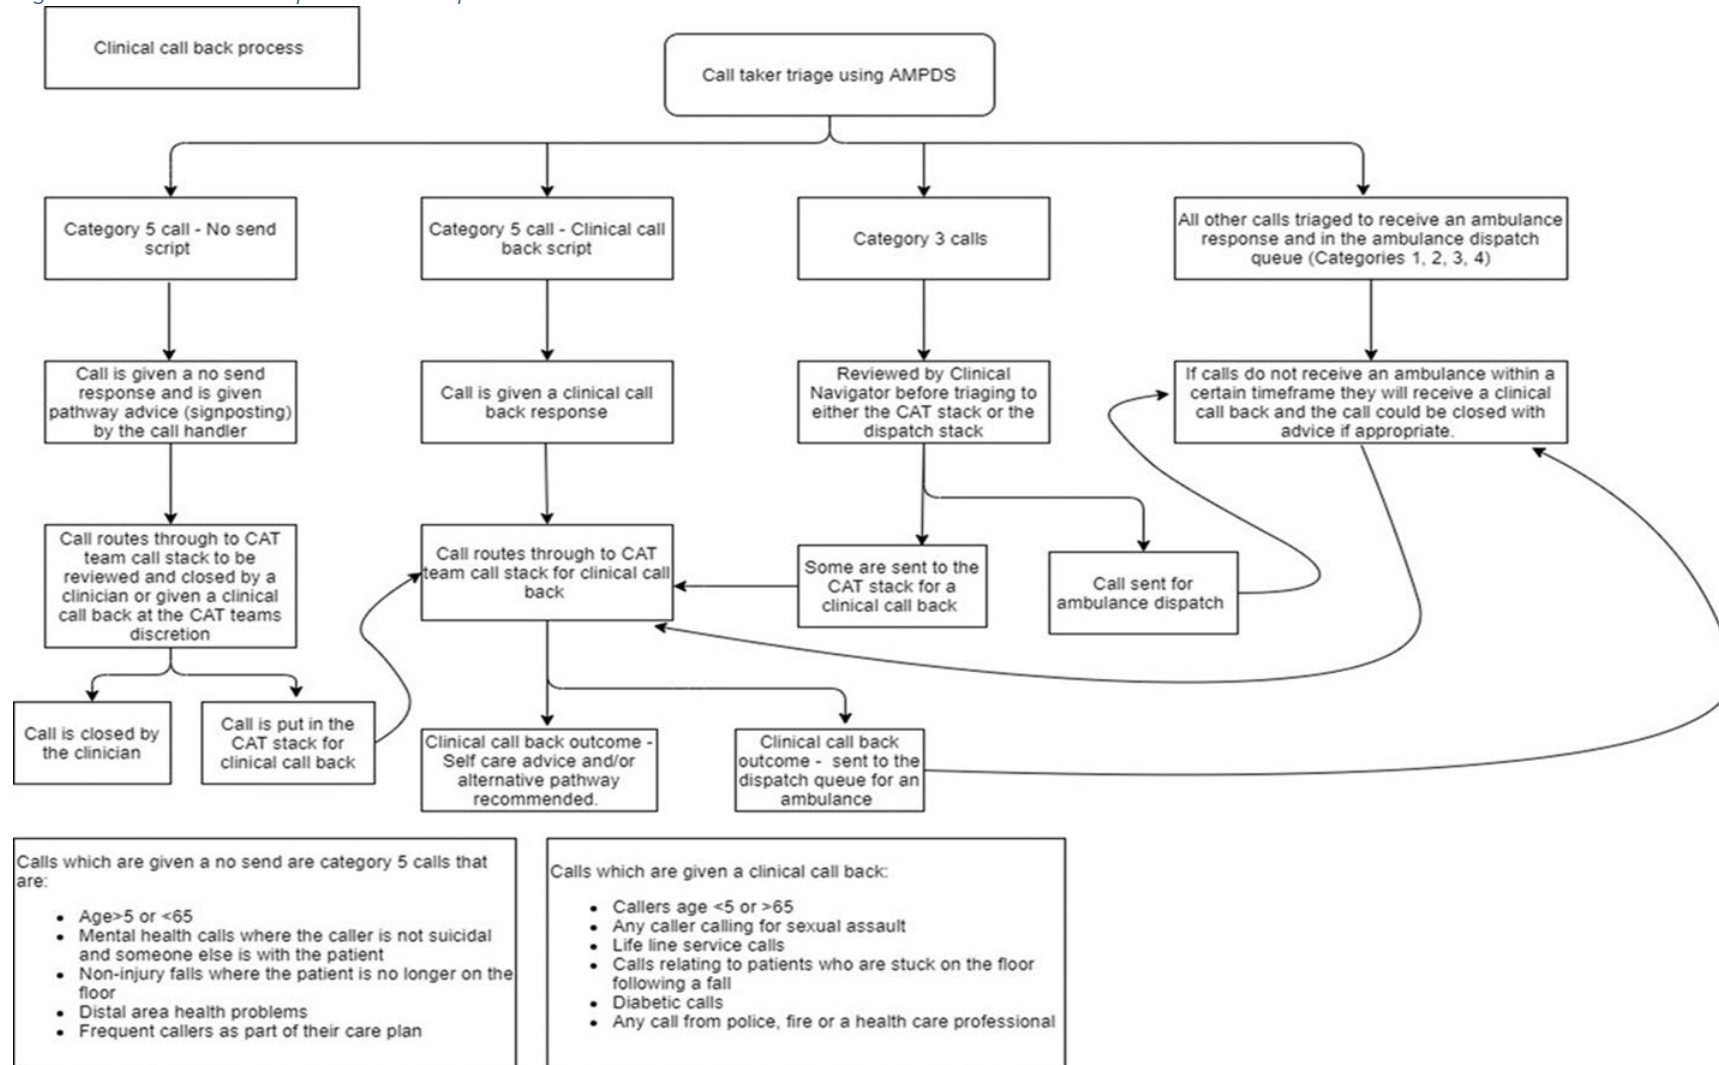 Clinical call back process
Call taker triage using AMPDS
Category 5 call - No send
script
Category 5 call - Clinical call
back script
Category 3 calls
All other calls triaged to receive an ambulance
response and in the ambulance dispatch
queue (Categories 1, 2, 3, 4)
Call is given a no send
response and is given
pathway advice (signposting)
by the call handler
Call is given a clinical call
back response
Reviewed by Clinical
Navigator before triaging to
either the CAT stack or the
dispatch stack
If calls do not receive an ambulance within a
certain timeframe they will receive a clinical
call back and the call could be closed with
advice if appropriate.
Call routes through to CAT
team call stack to be
reviewed and closed by a
clinician or given a clinical
call back at the CAT teams
discretion
Call routes through to CAT
team call stack for clinical call
back
Some are sent to the
CAT stack for a
clinical call back
Call sent for
ambulance dispatch
Call is closed by
the clinician
Call is put in the
CAT stack for
clinical call back
Clinical call back outcome -
Self care advice and/or
alternative pathway
recommended.
Clinical call back
outcome - sent to the
dispatch queue for an
ambulance
Calls which are given a no send are category 5 calls that
are:
• Age>5 or <65
• Mental health calls where the caller is not suicidal
and someone else is with the patient
• Non-injury falls where the patient is no longer on the
floor
• Distal area health problems
• Frequent callers as part of their care plan
Calls which are given a clinical call back:
• Callers age <5 or >65
• Any caller calling for sexual assault
• Life line service calls
• Calls relating to patients who are stuck on the floor
following a fall
• Diabetic calls
• Any call from police, fire or a health care professional